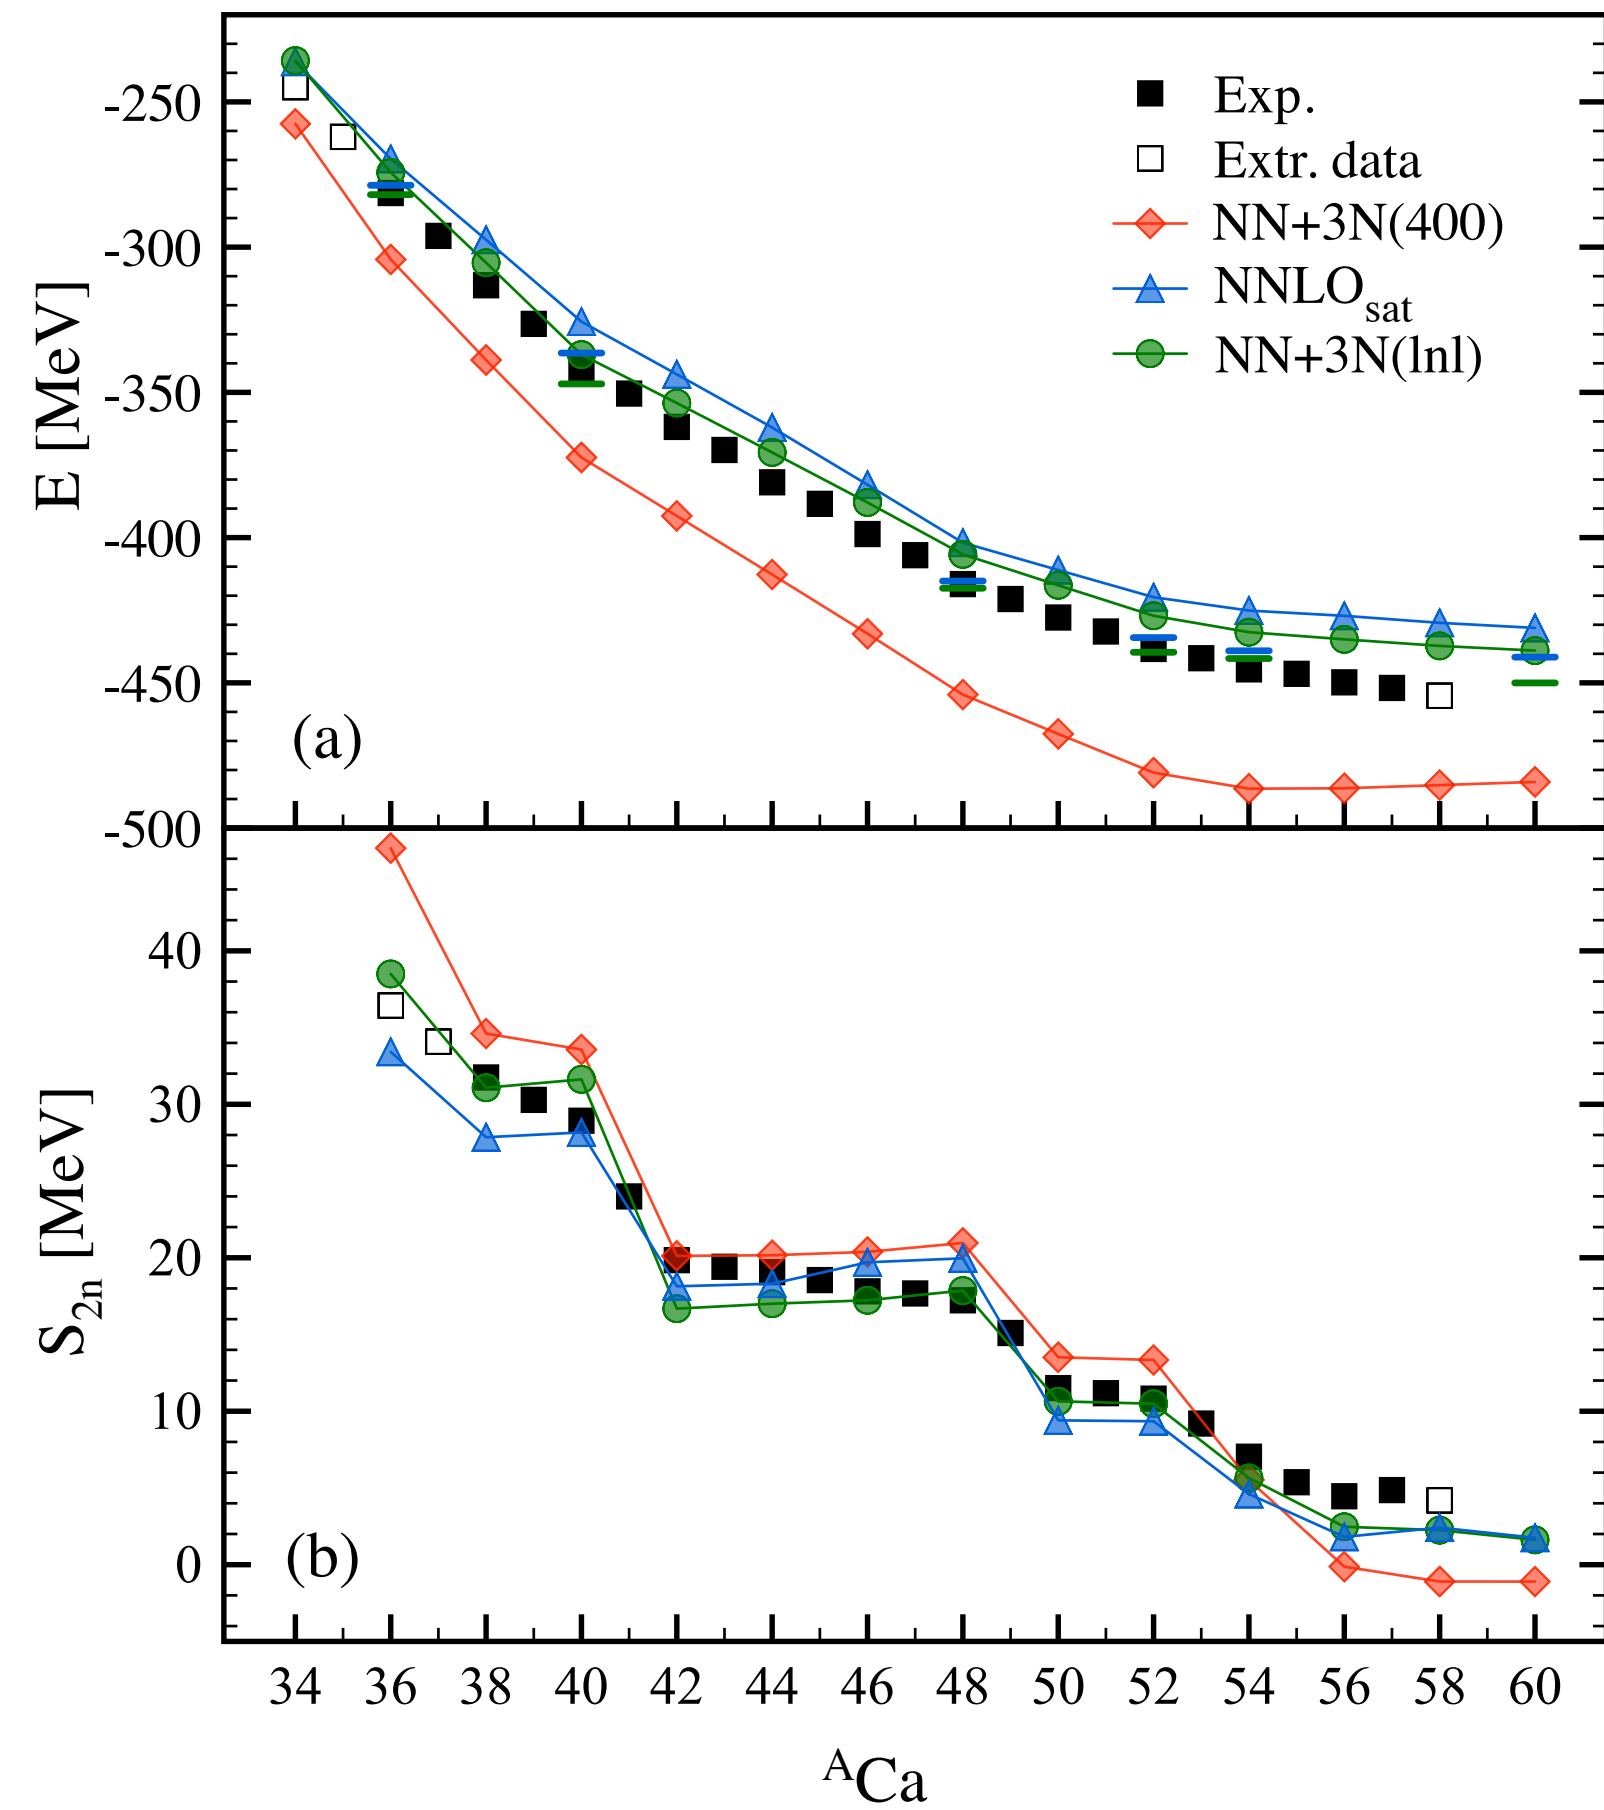 E [MeV]
-250
-300
-350
-400
-450
-500
Exp.
Extr. data
NN+3N(400)
NNLOsat
NN+3N(lnl)
(a)
S2n [MeV]
40
30
20
10
0
(b)
34 36 38 40 42 44 46 48 50 52 54 56 58 60
ACa